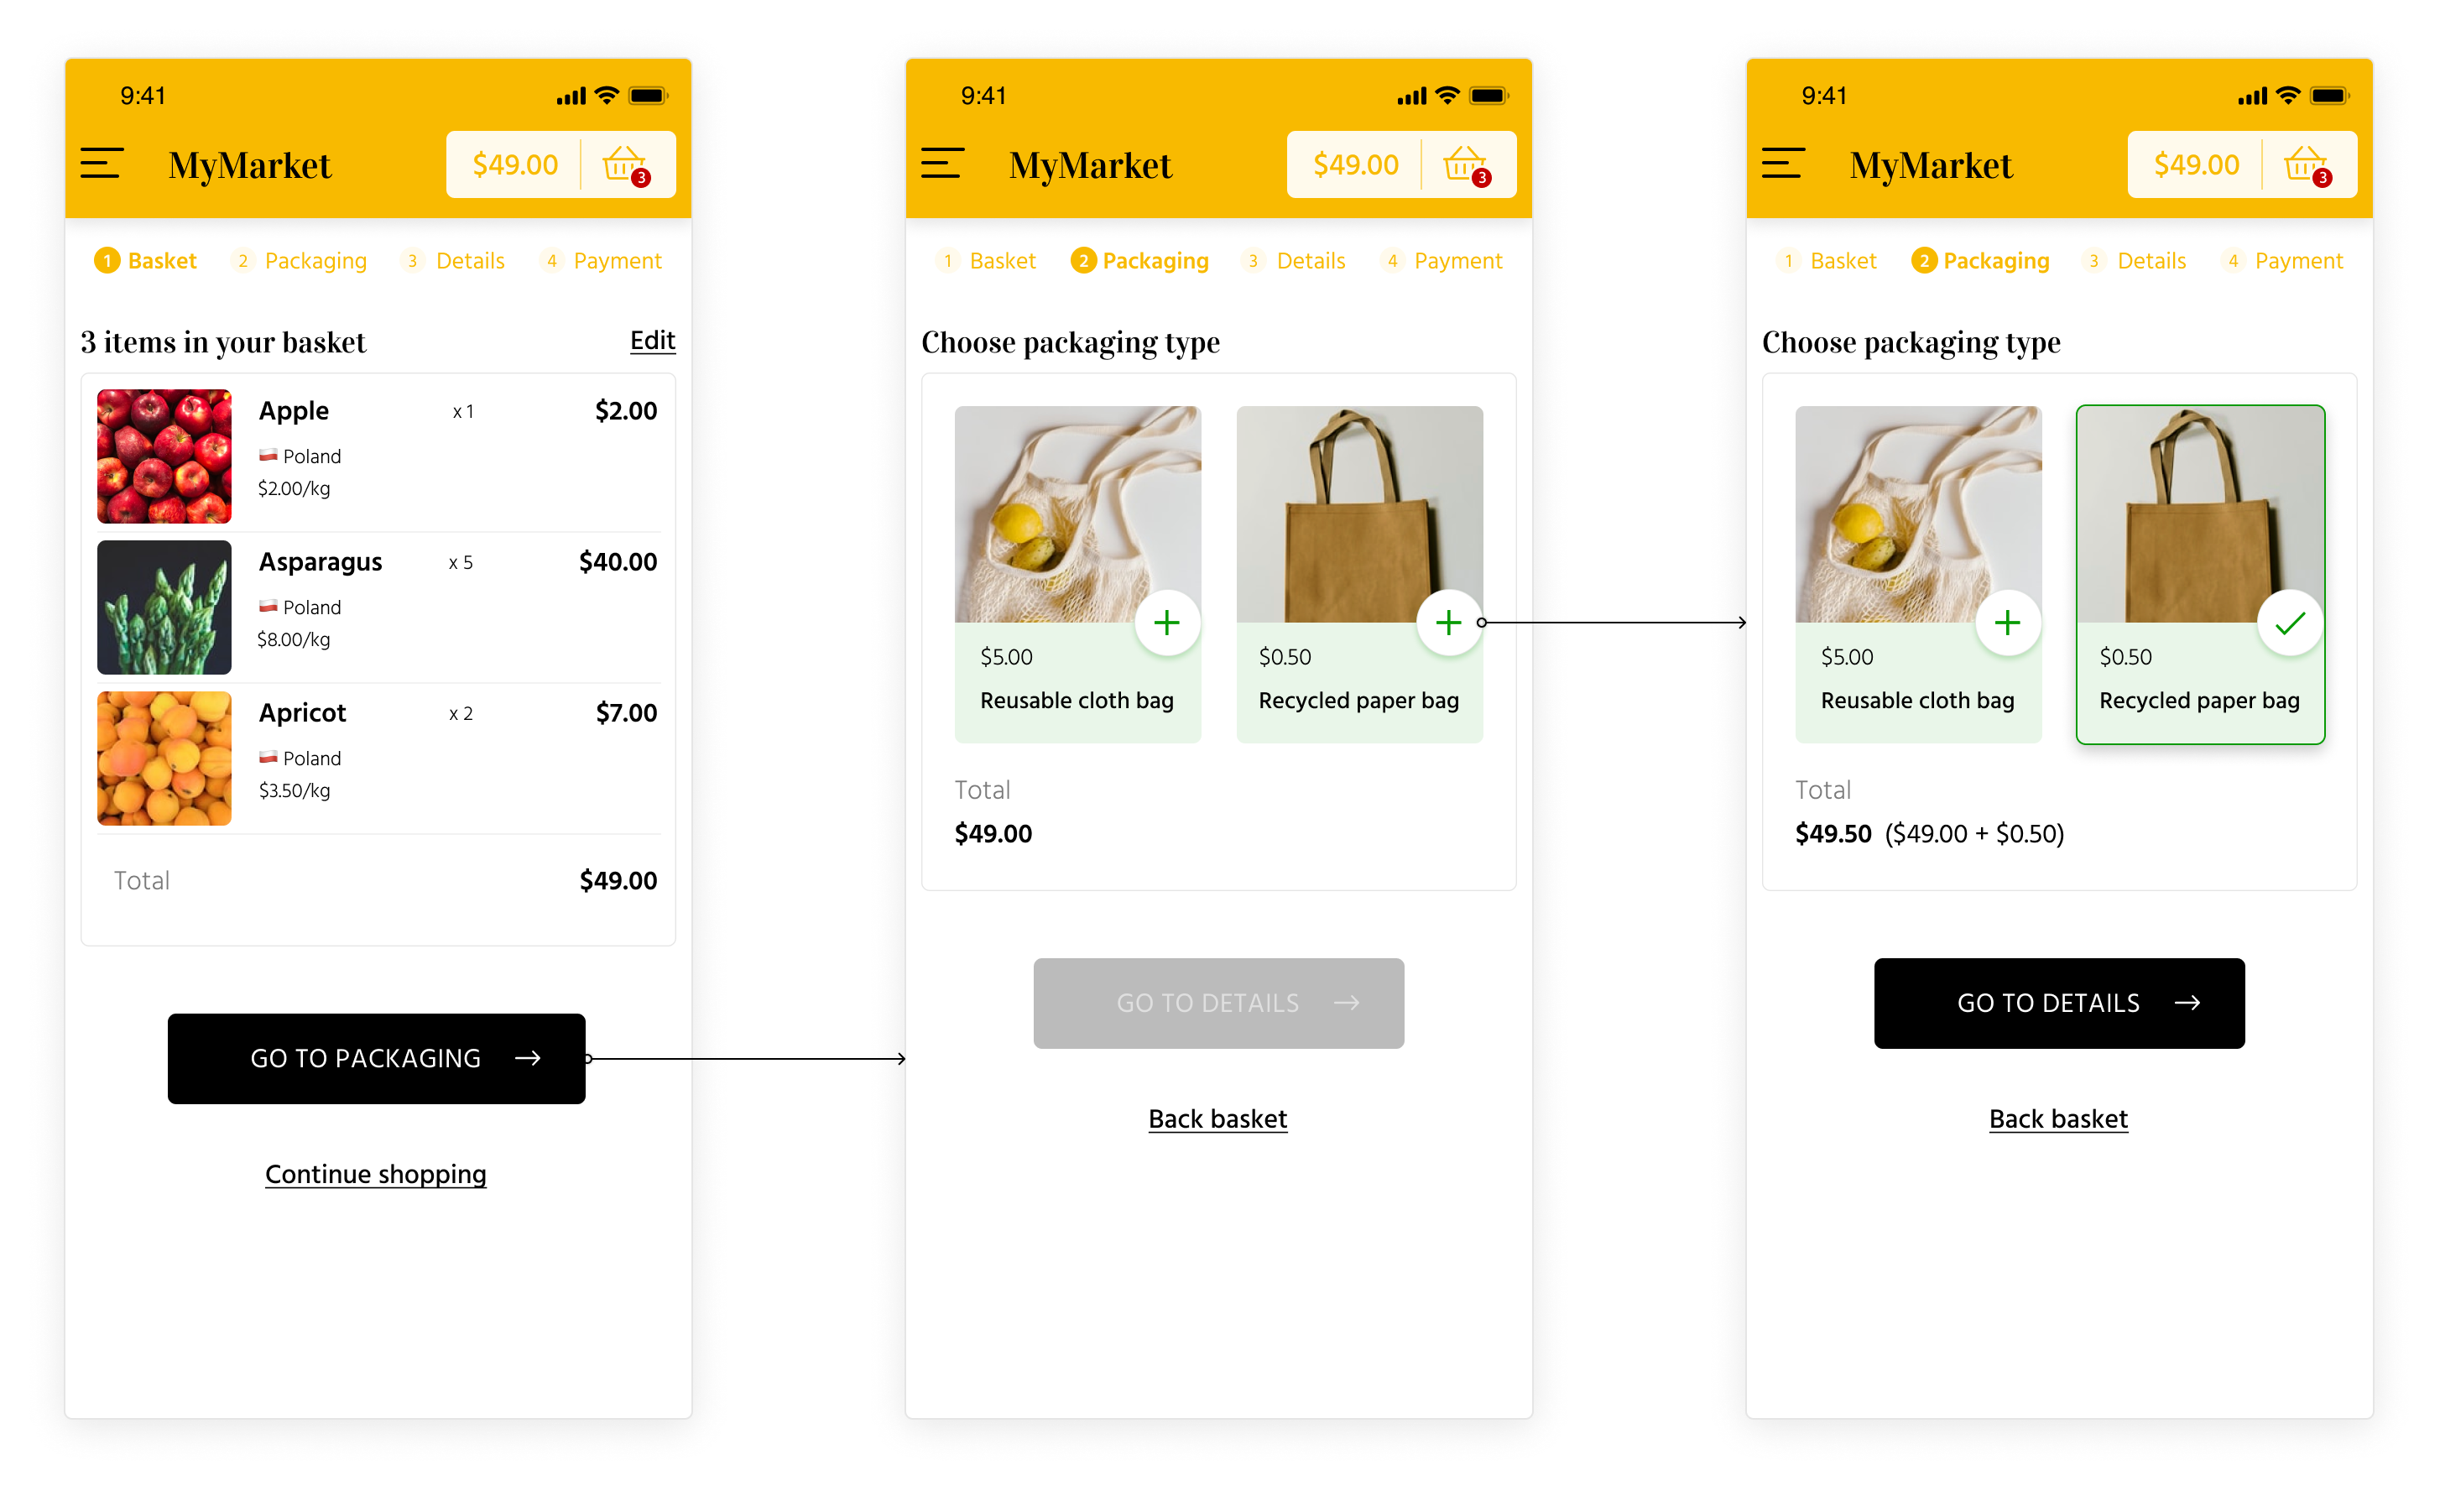 9:41
MyMarket $49.00 3
1 Basket 2 Packaging 3 Details 4 Payment
3 items in your basket Edit
Apple x 1 $2.00
Poland
$2.00/kg
Asparagus x 5 $40.00
Poland
$8.00/kg
Apricot x 2 $7.00
Poland
$3.50/kg
Total $49.00
GO TO PACKAGING →
Continue shopping
9:41
MyMarket $49.00 3
1 Basket 2 Packaging 3 Details 4 Payment
Choose packaging type
$5.00 $0.50
Reusable cloth bag Recycled paper bag
Total
$49.00
GO TO DETAILS →
Back basket
9:41
MyMarket $49.00 3
1 Basket 2 Packaging 3 Details 4 Payment
Choose packaging type
$5.00 $0.50
Reusable cloth bag Recycled paper bag
Total
$49.50 ($49.00 + $0.50)
GO TO DETAILS →
Back basket